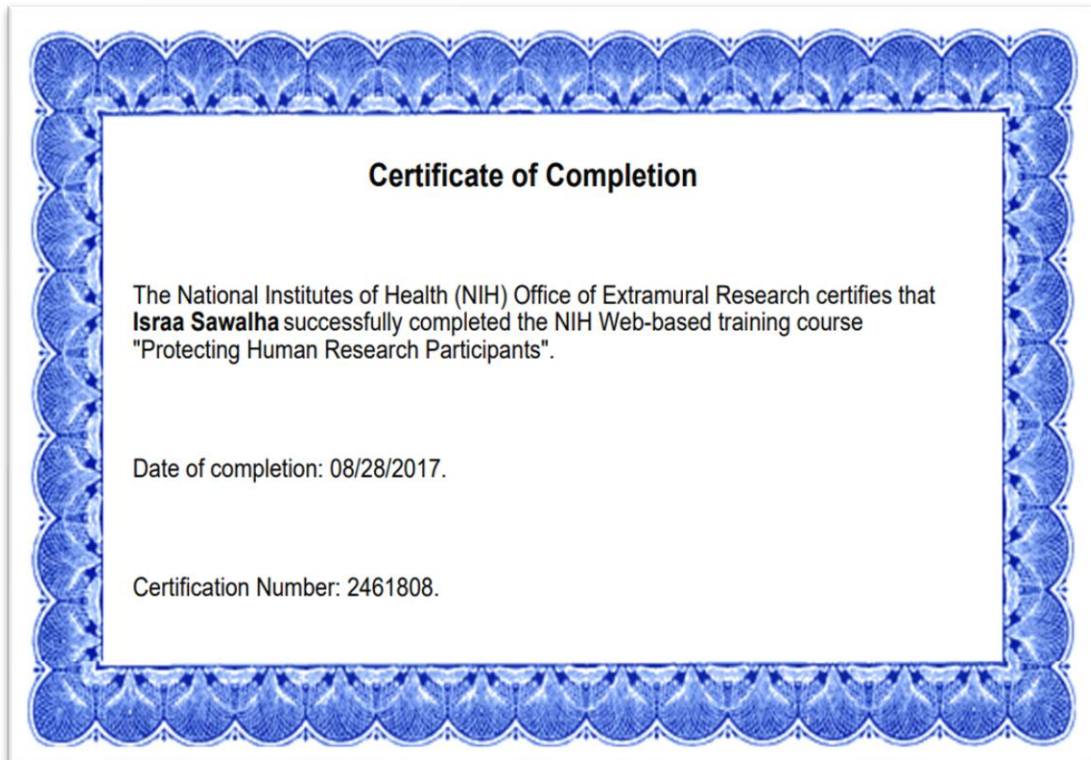 Certificate of Completion
The National Institutes of Health (NIH) Office of Extramural Research certifies that
Israa Sawalha successfully completed the NIH Web-based training course
"Protecting Human Research Participants".
Date of completion: 08/28/2017.
Certification Number: 2461808.